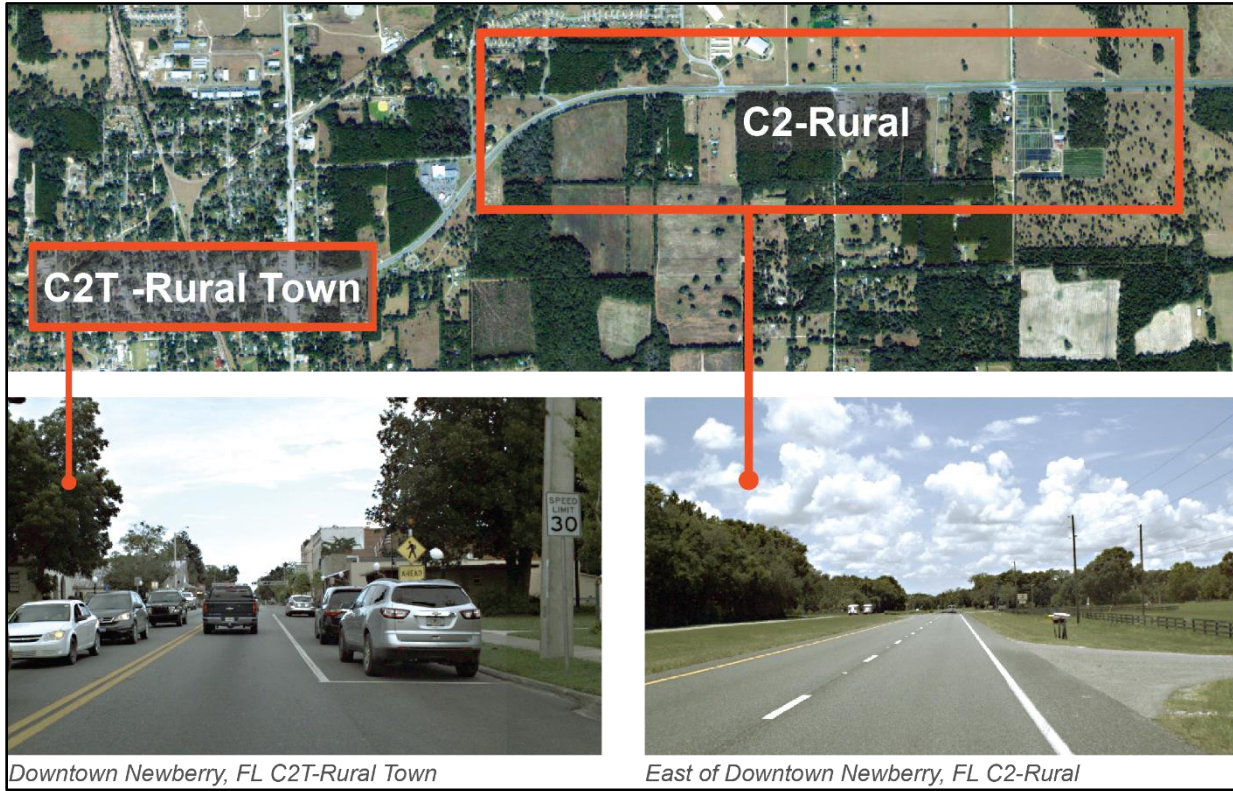 C2-Rural
C2T -Rural Town
SPEED
LIMIT
30
AHEAD
Downtown Newberry, FL C2T-Rural Town
East of Downtown Newberry, FL C2-Rural